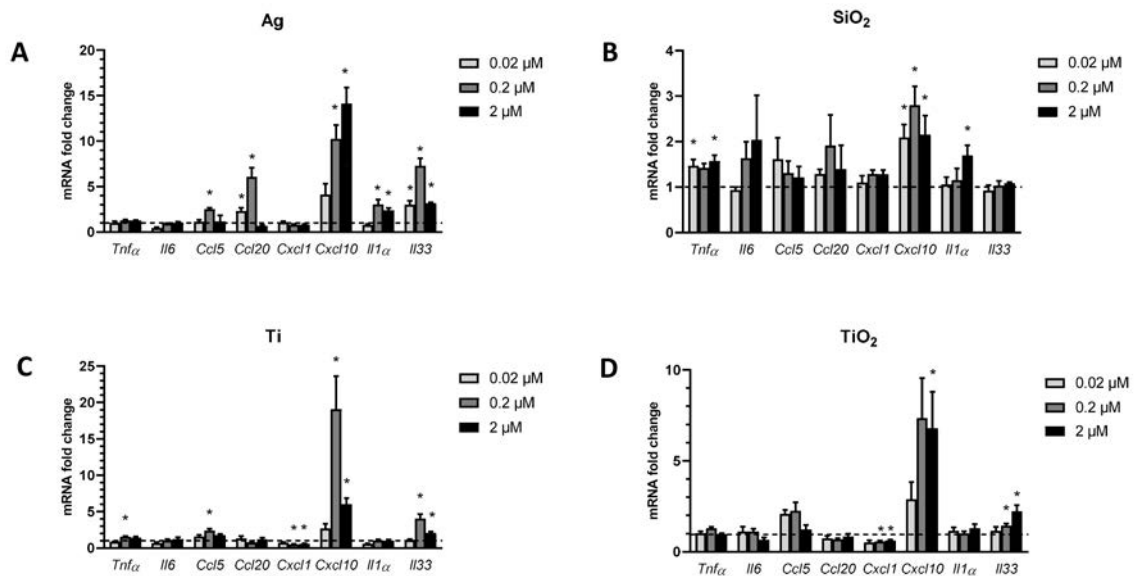 A
Ag
mRNA fold change
20
15
10
5
0
* * * * * * * * * * *
Tnfα Il6 Ccl5 Ccl20 Cxcl1 Cxcl10 Il1α Il33
0.02 µM
0.2 µM
2 µM
B
SiO2
mRNA fold change
4
3
2
1
0
* * * * * *
Tnfα Il6 Ccl5 Ccl20 Cxcl1 Cxcl10 Il1α Il33
0.02 µM
0.2 µM
2 µM
C
Ti
mRNA fold change
25
20
15
10
5
0
* * * * * * * *
Tnfα Il6 Ccl5 Ccl20 Cxcl1 Cxcl10 Il1α Il33
0.02 µM
0.2 µM
2 µM
D
TiO2
mRNA fold change
10
5
0
* * * * *
Tnfα Il6 Ccl5 Ccl20 Cxcl1 Cxcl10 Il1α Il33
0.02 µM
0.2 µM
2 µM